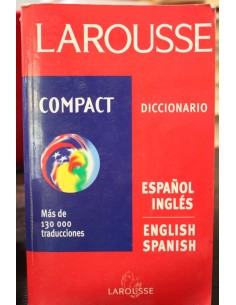 LAROUSSE
COMPACT
DICCIONARIO
Más de
130 000
traducciones
ESPAÑOL
INGLÉS
ENGLISH
SPANISH
LAROUSSE